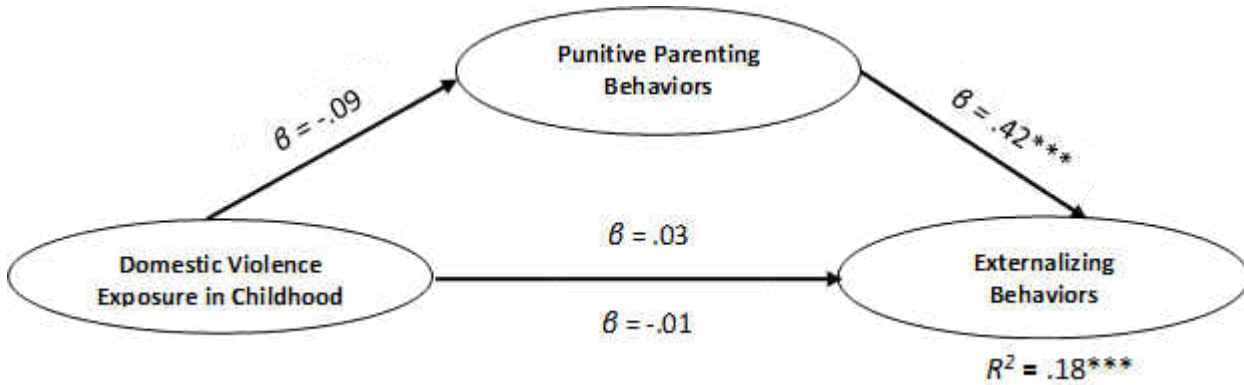 Punitive Parenting
Behaviors
β = -.09
β = .42***
Domestic Violence
Exposure in Childhood
β = .03
β = -.01
Externalizing
Behaviors
R² = .18***